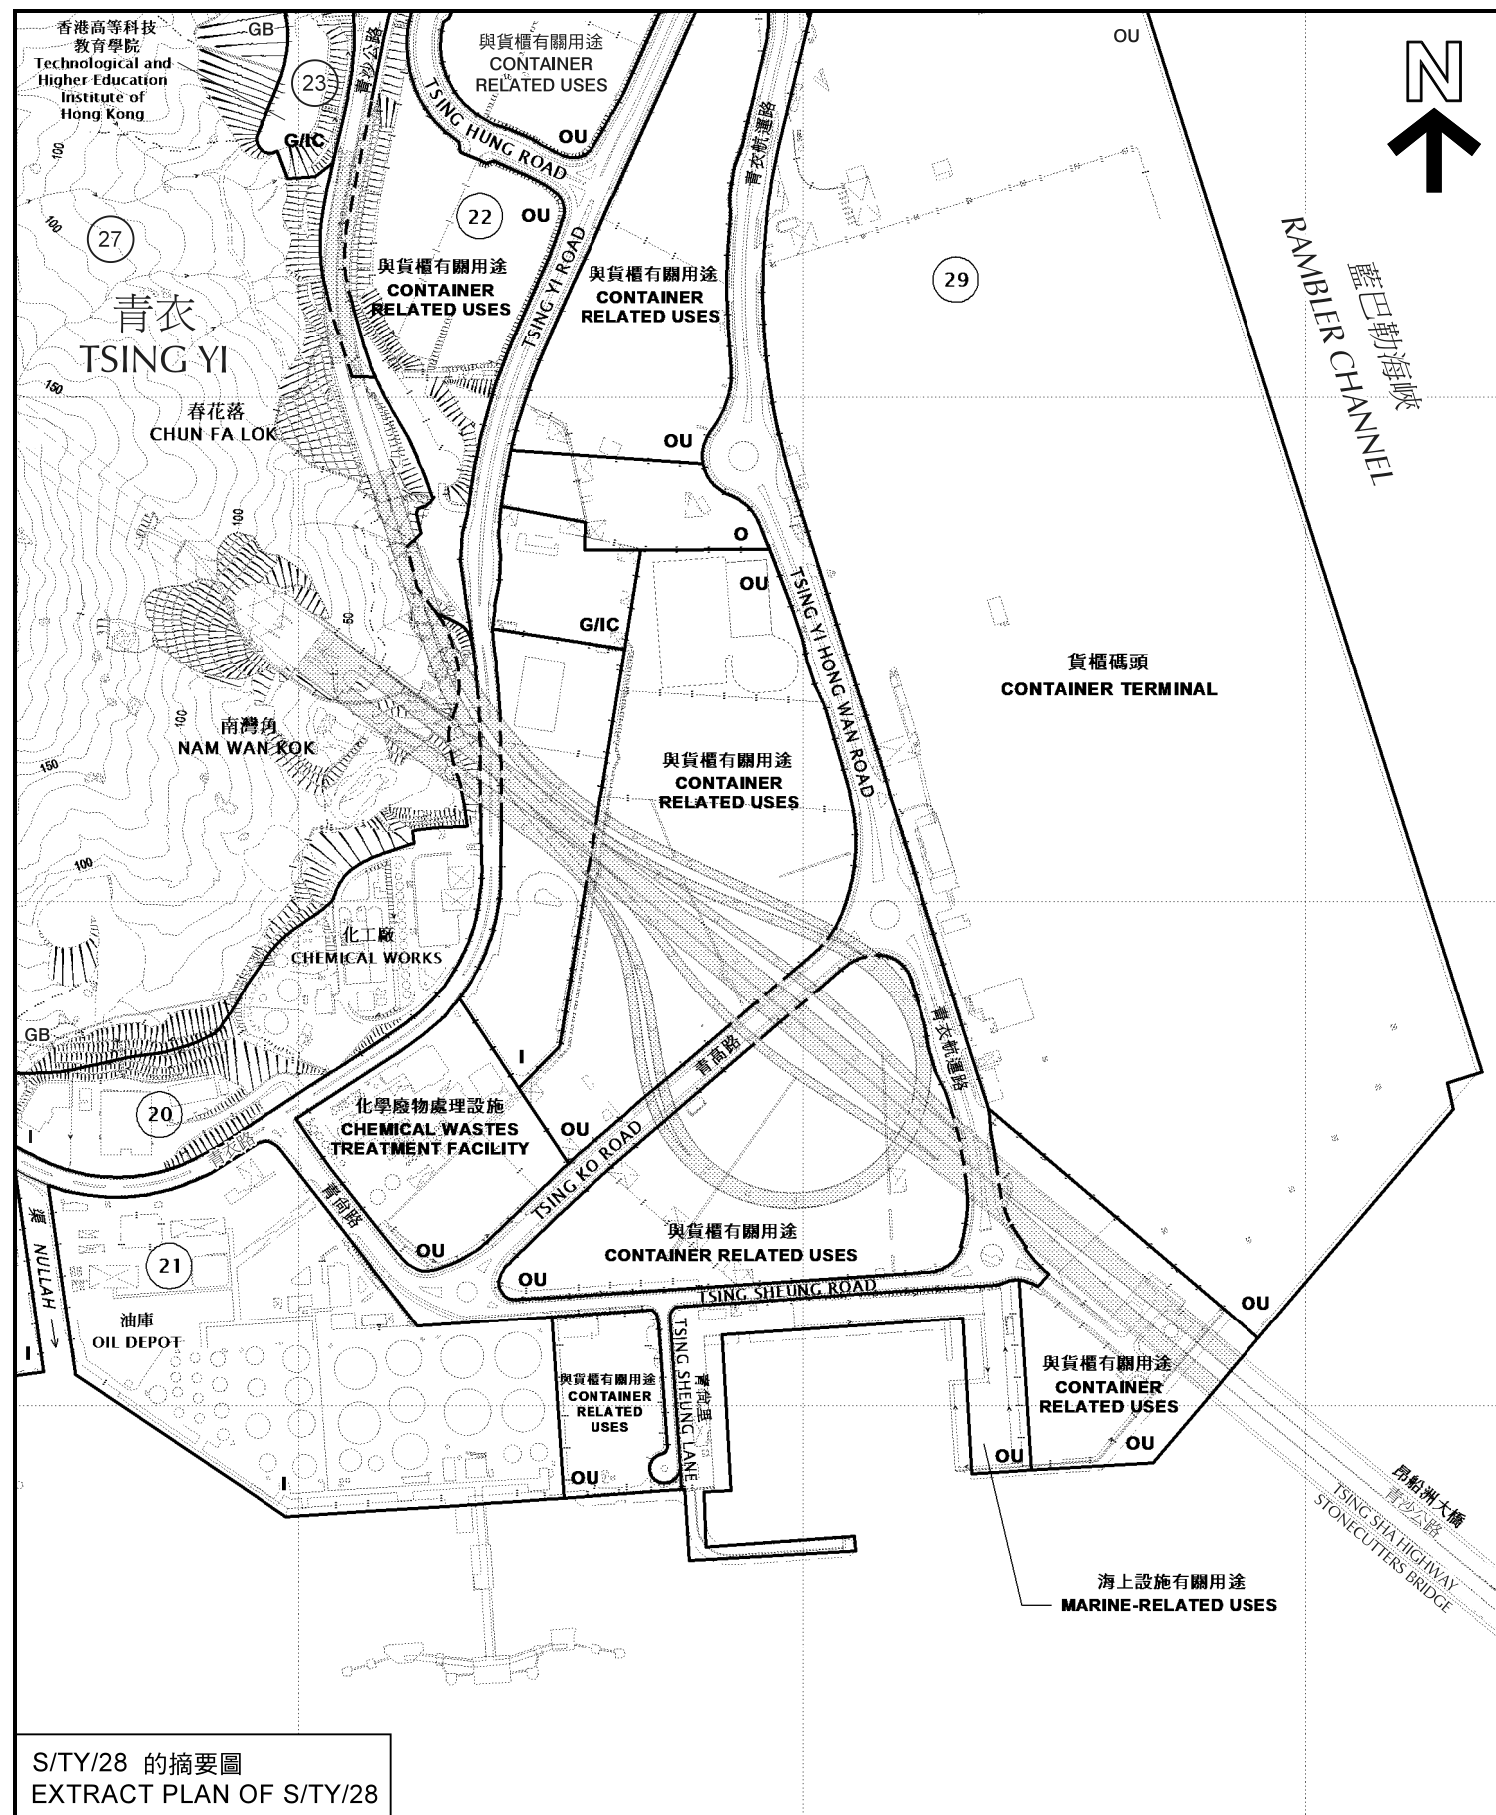 香港高等科技
教育學院
Technological and
Higher Education
Institute of
Hong Kong
GB
23
G/IC
青沙公路
與貨櫃有關用途
CONTAINER
RELATED USES
OU
TSING HUNG ROAD
OU
N
100
100
27
22
OU
與貨櫃有關用途
CONTAINER
RELATED USES
TSING YI ROAD
與貨櫃有關用途
CONTAINER
RELATED USES
青衣航運路
29
藍巴勒海峽
RAMBLER CHANNEL
青衣
TSING YI
150
春花落
CHUN FA LOK
OU
100
O
OU
50
G/IC
TSING YI HONG WAN ROAD
貨櫃碼頭
CONTAINER TERMINAL
100
南灣角
NAM WAN KOK
150
與貨櫃有關用途
CONTAINER
RELATED USES
100
化工廠
CHEMICAL WORKS
GB
I
青高路
青衣航運路
20
I
青衣路
化學廢物處理設施
CHEMICAL WASTES
TREATMENT FACILITY
OU
TSING KO ROAD
青尚路
渠 NULLAH
21
OU
與貨櫃有關用途
CONTAINER RELATED USES
OU
TSING SHEUNG ROAD
OU
油庫
OIL DEPOT
I
與貨櫃有關用途
CONTAINER
RELATED
USES
TSING SHEUNG LANE
青尚里
與貨櫃有關用途
CONTAINER
RELATED USES
OU
OU
OU
I
昂船洲大橋
青沙公路
TSING SHA HIGHWAY
STONECUTTERS BRIDGE
海上設施有關用途
MARINE-RELATED USES
S/TY/28 的摘要圖
EXTRACT PLAN OF S/TY/28